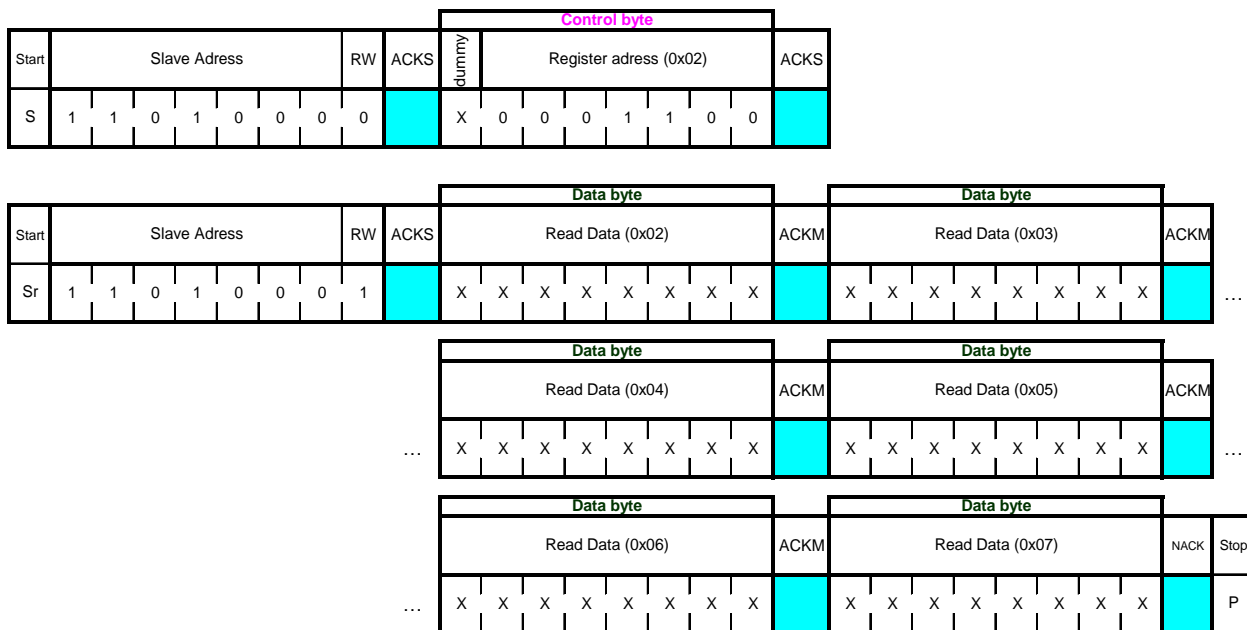 Control byte
Start Slave Adress RW ACKS dummy Register adress (0x02) ACKS
S 1 1 0 1 0 0 0 0 X 0 0 0 1 1 0 0
Data byte Data byte
Start Slave Adress RW ACKS Read Data (0x02) ACKM Read Data (0x03) ACKM
Sr 1 1 0 1 0 0 0 1 X X X X X X X X X X X X X X X X …
Data byte Data byte
Read Data (0x04) ACKM Read Data (0x05) ACKM
… X X X X X X X X X X X X X X X X …
Data byte Data byte
Read Data (0x06) ACKM Read Data (0x07) NACK Stop
… X X X X X X X X X X X X X X X X P